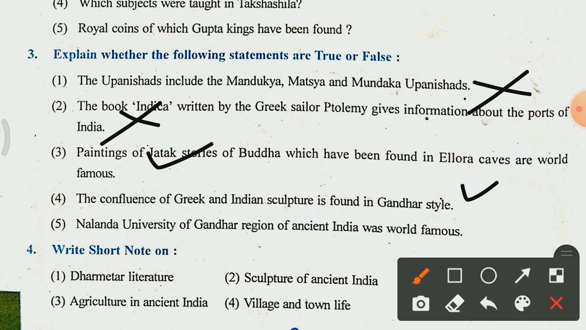 (4) Which subjects were taught in Takshashila?
(5) Royal coins of which Gupta kings have been found ?
3. Explain whether the following statements are True or False :
(1) The Upanishads include the Mandukya, Matsya and Mundaka Upanishads.
(2) The book ‘Indica’ written by the Greek sailor Ptolemy gives information about the ports of
India.
(3) Paintings of Jatak stories of Buddha which have been found in Ellora caves are world
famous.
(4) The confluence of Greek and Indian sculpture is found in Gandhar style.
(5) Nalanda University of Gandhar region of ancient India was world famous.
4. Write Short Note on :
(1) Dharmetar literature (2) Sculpture of ancient India
(3) Agriculture in ancient India (4) Village and town life